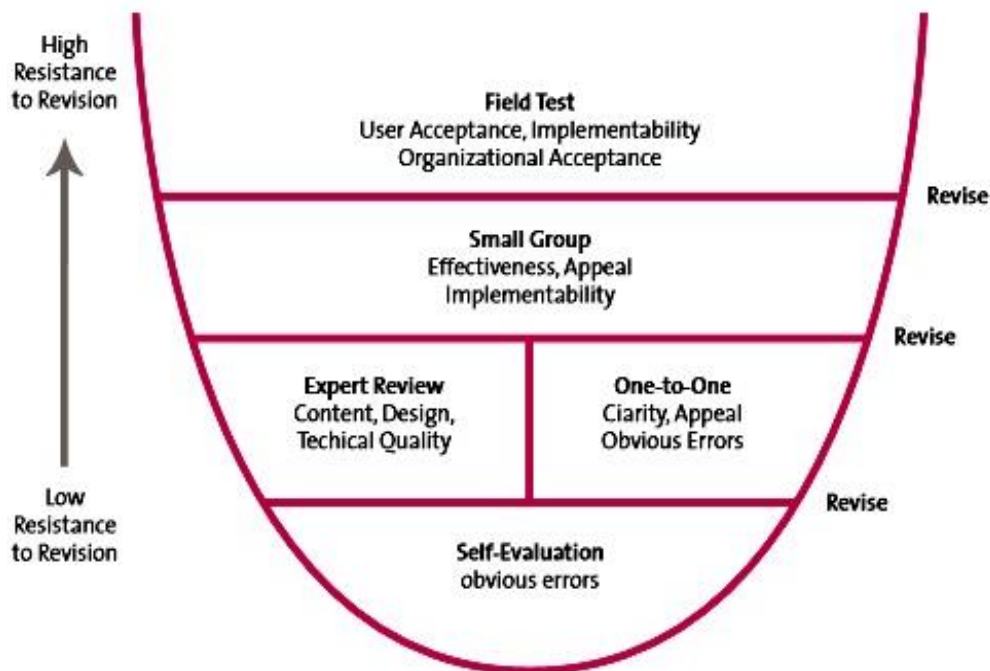 High
Resistance
to Revision
Field Test
User Acceptance, Implementability
Organizational Acceptance
Revise
Small Group
Effectiveness, Appeal
Implementability
Revise
Expert Review
Content, Design,
Techical Quality
One-to-One
Ciarity, Appeal
Obvious Errors
Revise
Low
Resistance
to Revision
Self-Evaluation
obvious errors